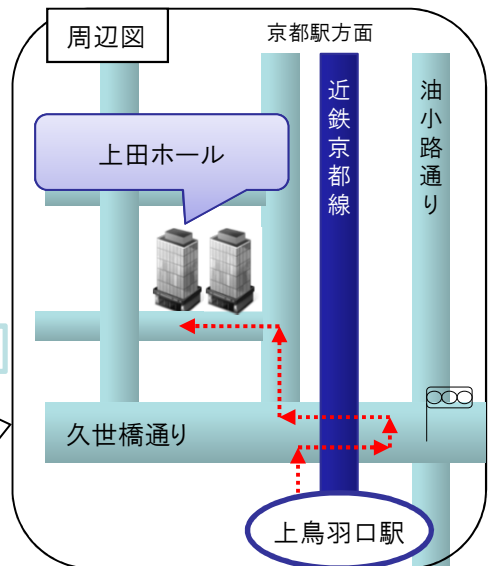 周辺図
京都駅方面
近鉄京都線
油小路通り
上田ホール
久世橋通り
上鳥羽口駅